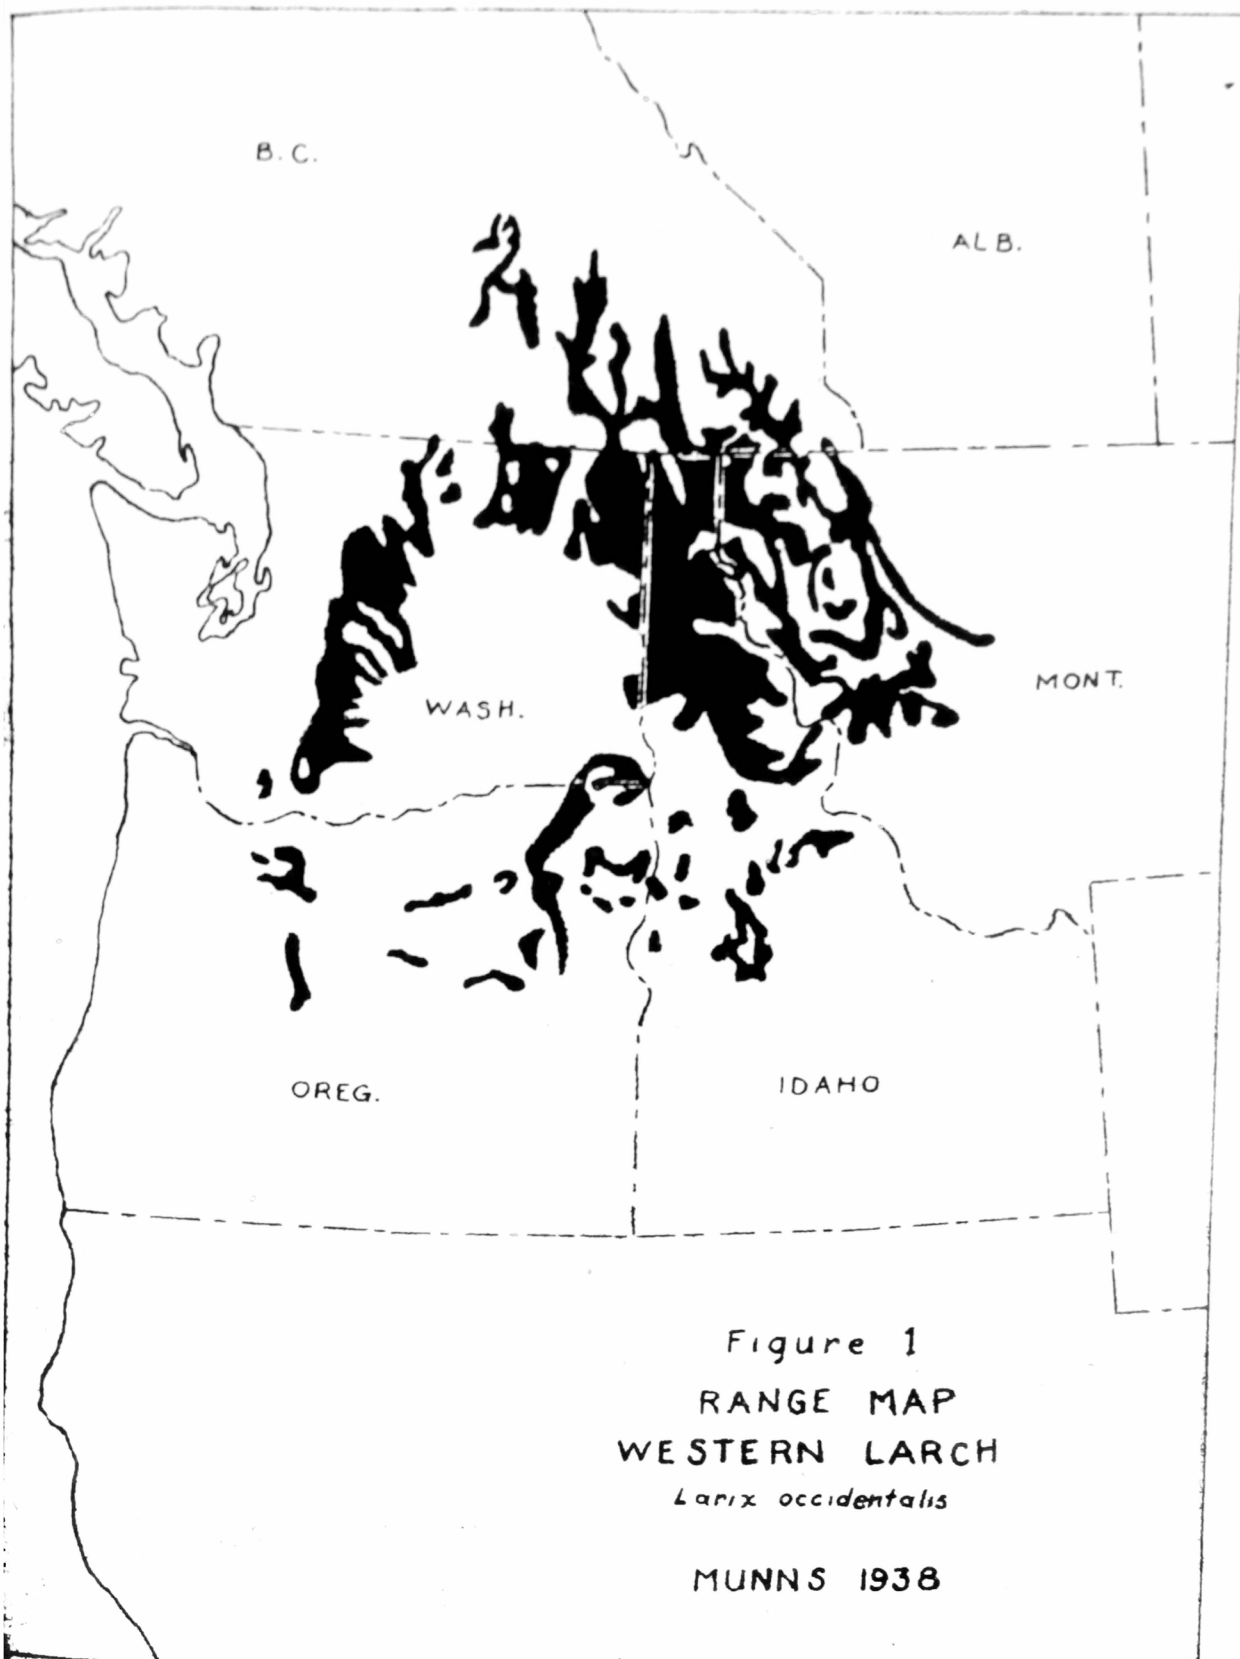 B.C.
ALB.
MONT.
WASH.
OREG.
IDAHO
Figure 1
RANGE MAP
WESTERN LARCH
Larix occidentalis
MUNNS 1938